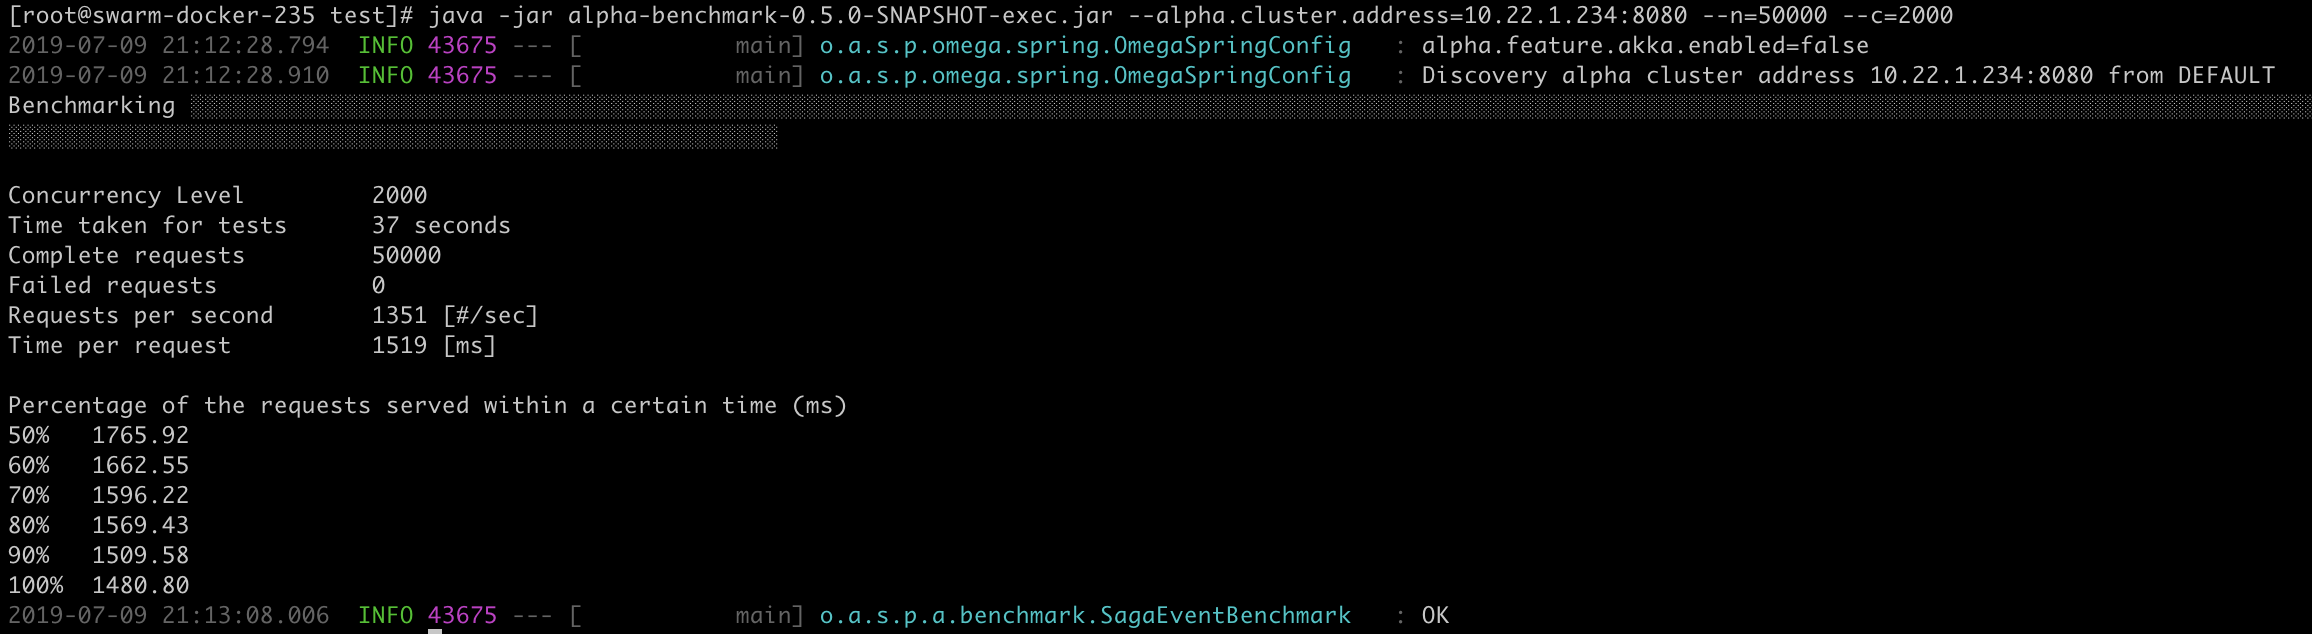 [root@swarm-docker-235 test]# java -jar alpha-benchmark-0.5.0-SNAPSHOT-exec.jar --alpha.cluster.address=10.22.1.234:8080 --n=50000 --c=2000
2019-07-09 21:12:28.794  INFO 43675 --- [           main] o.a.s.p.omega.spring.OmegaSpringConfig   : alpha.feature.akka.enabled=false
2019-07-09 21:12:28.910  INFO 43675 --- [           main] o.a.s.p.omega.spring.OmegaSpringConfig   : Discovery alpha cluster address 10.22.1.234:8080 from DEFAULT
Benchmarking
Concurrency Level         2000
Time taken for tests      37 seconds
Complete requests         50000
Failed requests           0
Requests per second       1351 [#/sec]
Time per request          1519 [ms]
Percentage of the requests served within a certain time (ms)
50%   1765.92
60%   1662.55
70%   1596.22
80%   1569.43
90%   1509.58
100%  1480.80
2019-07-09 21:13:08.006  INFO 43675 --- [           main] o.a.s.p.a.benchmark.SagaEventBenchmark   : OK